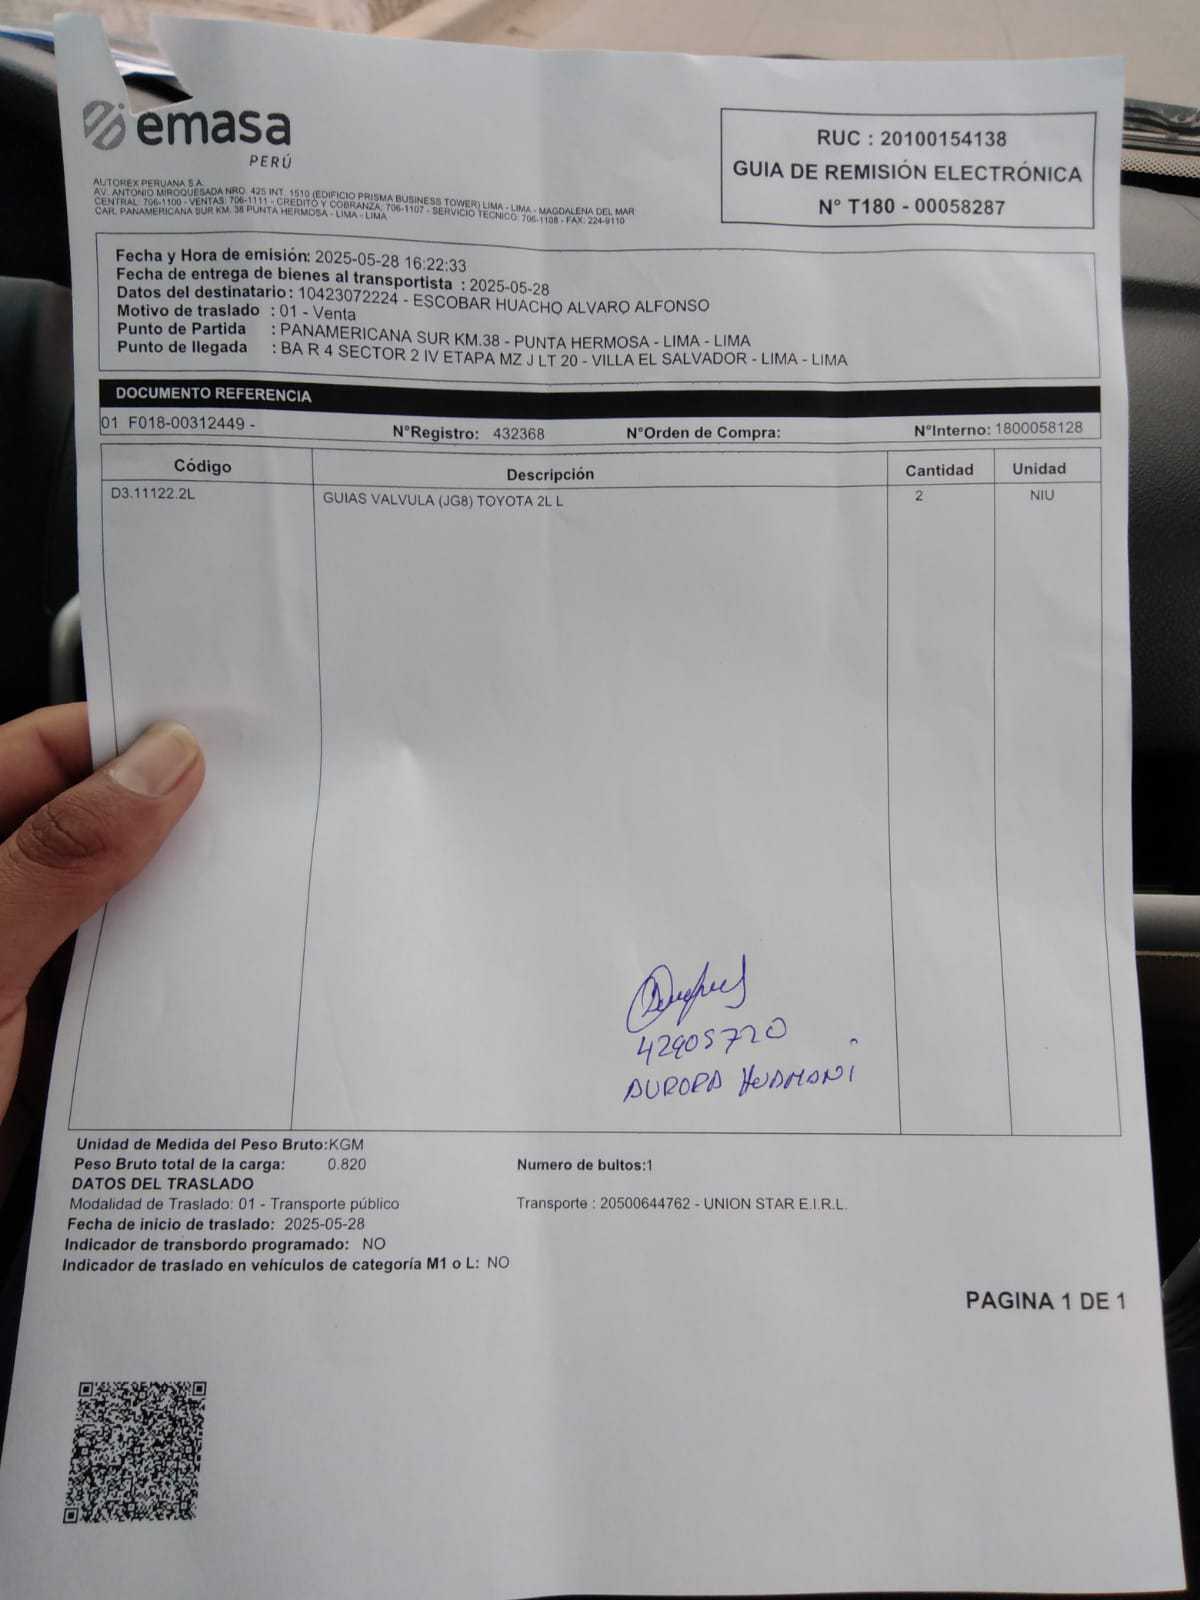 emasa
PERÚ
AUTOREX PERUANA S.A.
AV. ANTONIO MIROQUESADA NRO. 425 INT. 1510 (EDIFICIO PRISMA BUSINESS TOWER) LIMA - LIMA - MAGDALENA DEL MAR
CENTRAL: 706-1100 - VENTAS: 706-1111 - CREDITO Y COBRANZA: 706-1107 - SERVICIO TECNICO: 706-1108 - FAX: 224-9110
CAR. PANAMERICANA SUR KM. 38 PUNTA HERMOSA - LIMA - LIMA
RUC : 20100154138
GUIA DE REMISIÓN ELECTRÓNICA
N° T180 - 00058287
Fecha y Hora de emisión: 2025-05-28 16:22:33
Fecha de entrega de bienes al transportista : 2025-05-28
Datos del destinatario : 10423072224 - ESCOBAR HUACHO ALVARO ALFONSO
Motivo de traslado : 01 - Venta
Punto de Partida : PANAMERICANA SUR KM.38 - PUNTA HERMOSA - LIMA - LIMA
Punto de llegada : BA R 4 SECTOR 2 IV ETAPA MZ J LT 20 - VILLA EL SALVADOR - LIMA - LIMA
DOCUMENTO REFERENCIA
01 F018-00312449 - N°Registro: 432368 N°Orden de Compra: N°Interno: 1800058128
Código Descripción Cantidad Unidad
D3.11122.2L GUIAS VALVULA (JG8) TOYOTA 2L L 2 NIU
42905720
AURORA HUAMANI
Unidad de Medida del Peso Bruto:KGM
Peso Bruto total de la carga: 0.820 Numero de bultos:1
DATOS DEL TRASLADO
Modalidad de Traslado: 01 - Transporte público Transporte : 20500644762 - UNION STAR E.I.R.L.
Fecha de inicio de traslado: 2025-05-28
Indicador de transbordo programado: NO
Indicador de traslado en vehículos de categoría M1 o L: NO
PAGINA 1 DE 1